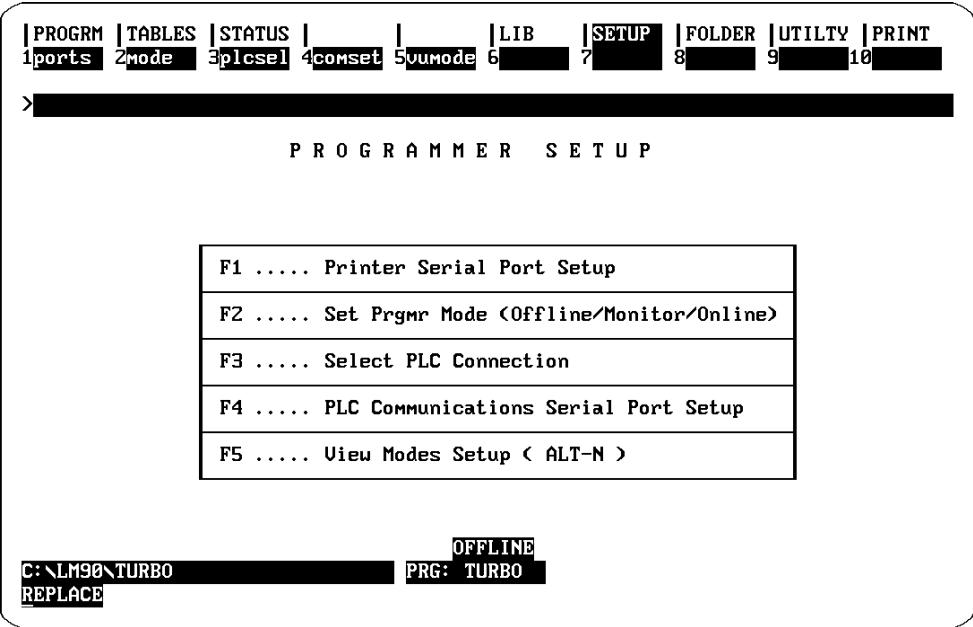 |PROGRM |TABLES |STATUS | | |LIB |SETUP |FOLDER |UTILTY |PRINT
1ports 2mode 3plcsel 4comset 5vumode 6 7 8 9 10
>
P R O G R A M M E R S E T U P
F1 ..... Printer Serial Port Setup
F2 ..... Set Prgmr Mode (Offline/Monitor/Online)
F3 ..... Select PLC Connection
F4 ..... PLC Communications Serial Port Setup
F5 ..... View Modes Setup ( ALT-N )
OFFLINE
C:\LM90\TURBO PRG: TURBO
REPLACE